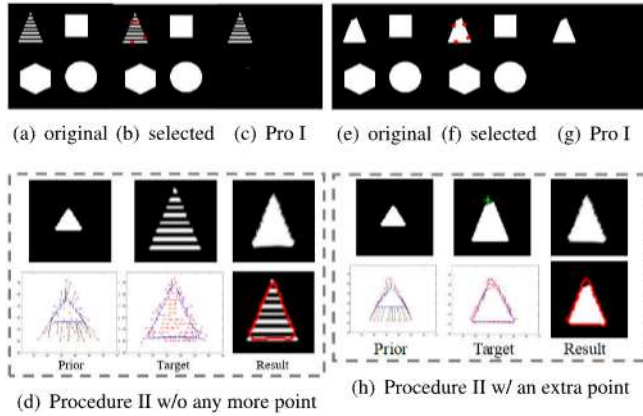 (a) original (b) selected (c) Pro I
(e) original (f) selected (g) Pro I
Prior Target Result
(d) Procedure II w/o any more point
Prior Target Result
(h) Procedure II w/ an extra point